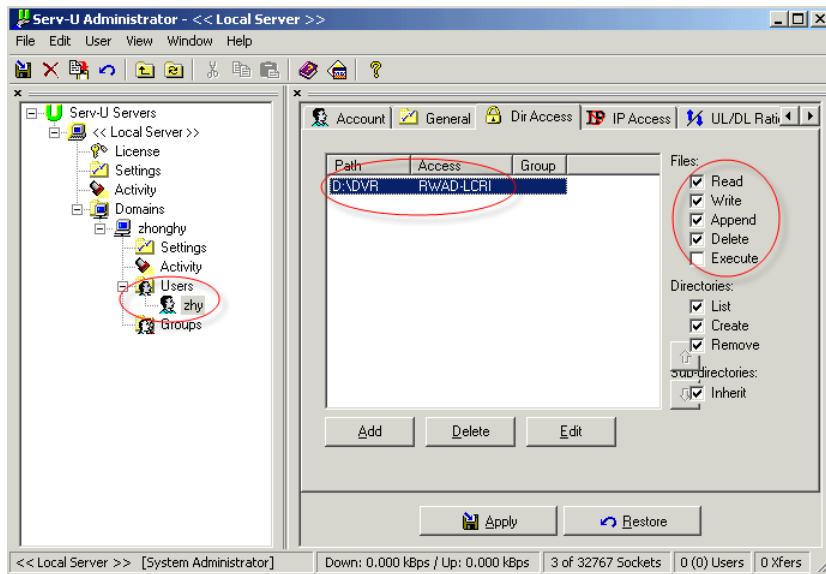 Serv-U Administrator - << Local Server >>
File Edit User View Window Help
Serv-U Servers
<< Local Server >>
License
Settings
Activity
Domains
zhonghy
Settings
Activity
Users
zhy
Groups
Account General Dir Access IP Access UL/DL Rati
Path Access Group
D:\DVR RWAD-LCRI
Files:
Read
Write
Append
Delete
Execute
Directories:
List
Create
Remove
Sub-directories:
Inherit
Add Delete Edit
Apply Restore
<< Local Server >> [System Administrator] Down: 0.000 kBps / Up: 0.000 kBps 3 of 32767 Sockets 0 (0) Users 0 Xfers